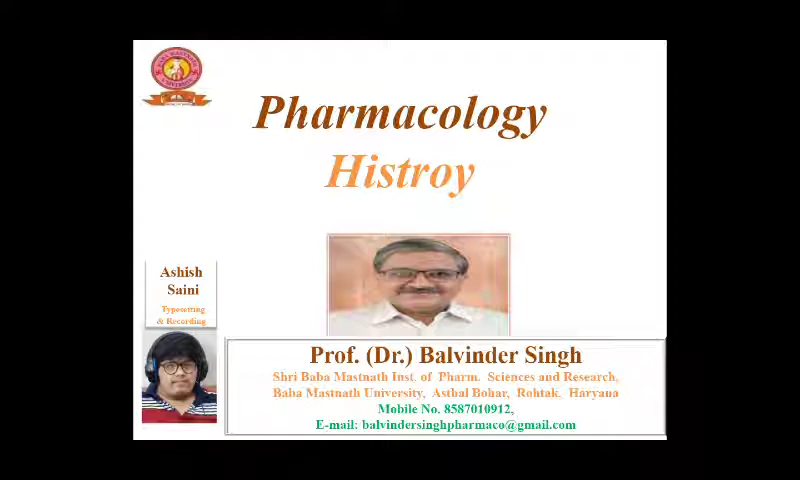 Pharmacology
Histroy
Ashish
Saini
Typesetting
& Recording
Prof. (Dr.) Balvinder Singh
Shri Baba Mastnath Inst. of Pharm. Sciences and Research,
Baba Mastnath University, Asthal Bohar, Rohtak, Haryana
Mobile No. 8587010912,
E-mail: balvindersinghpharmaco@gmail.com